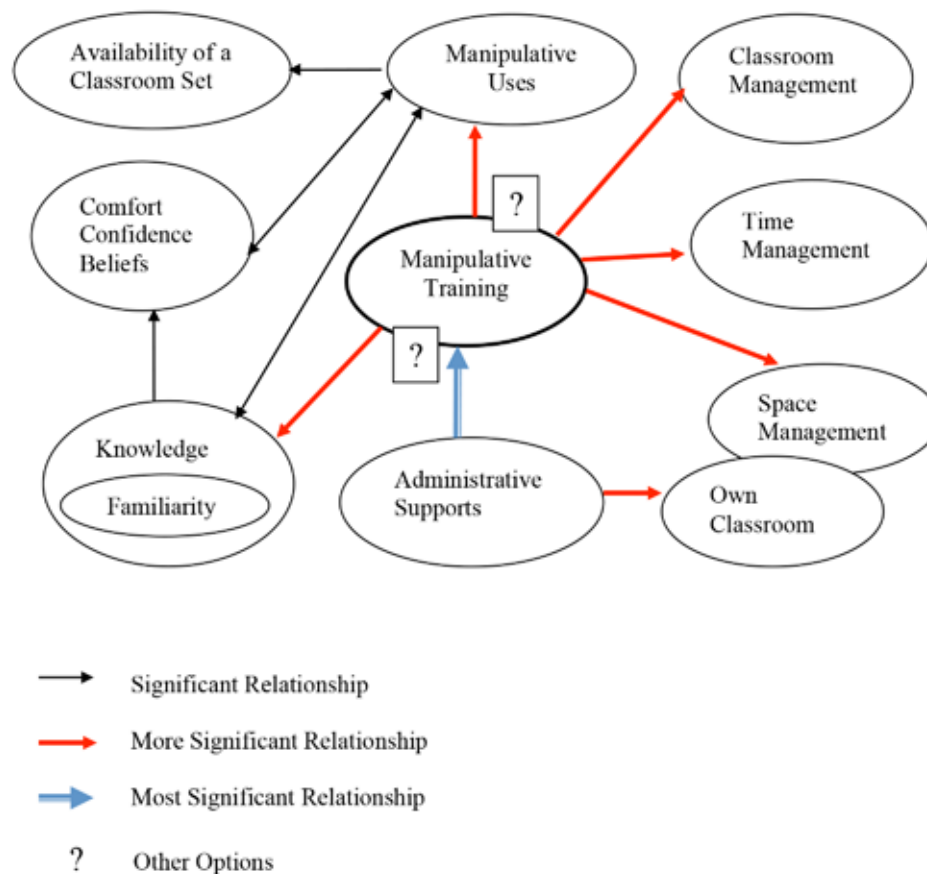 Availability of a
Classroom Set
Manipulative
Uses
Classroom
Management
Comfort
Confidence
Beliefs
?
Manipulative
Training
Time
Management
?
Knowledge
Familiarity
Administrative
Supports
Space
Management
Own
Classroom
Significant Relationship
More Significant Relationship
Most Significant Relationship
? Other Options